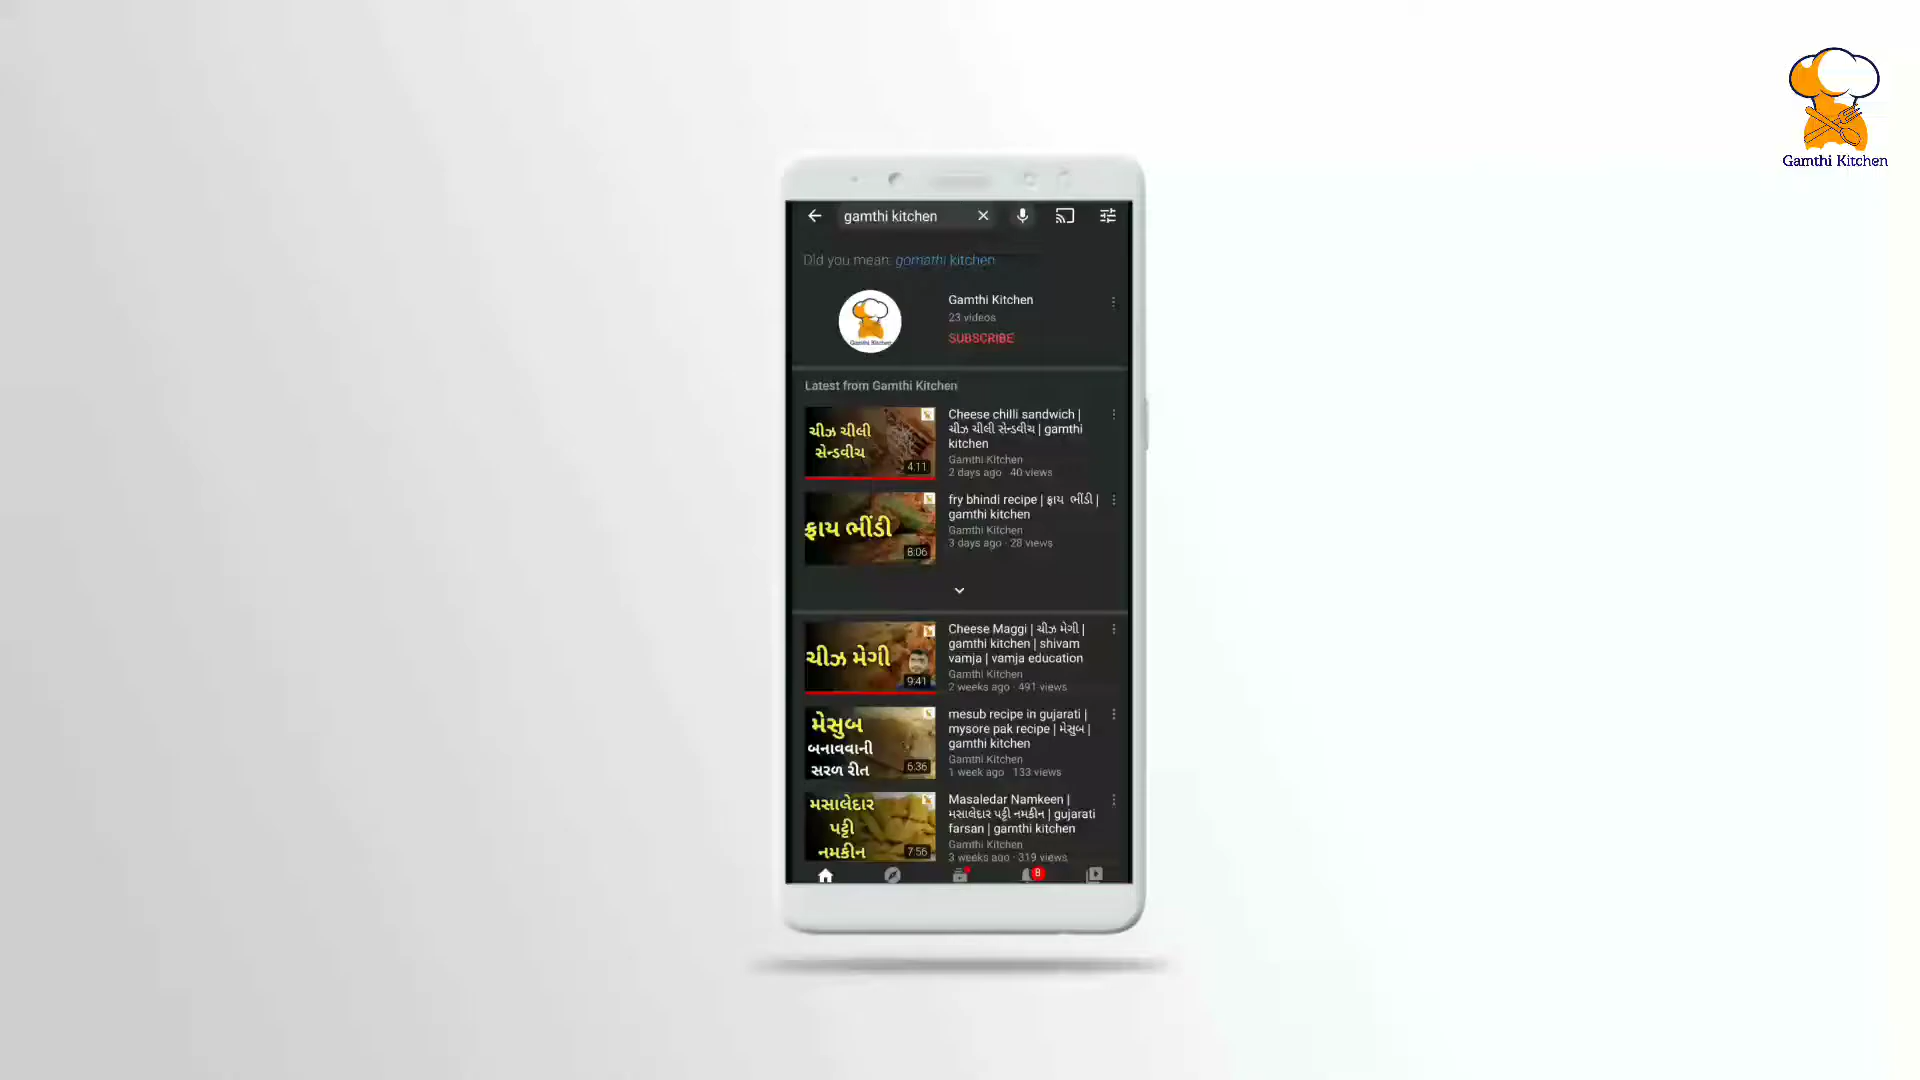 Gamthi Kitchen
gamthi kitchen
Did you mean: gomathi kitchen
Gamthi Kitchen
23 videos
SUBSCRIBE
Gamthi Kitchen
Latest from Gamthi Kitchen
ચીઝ ચીલી
સેન્ડવીચ
4:11
Cheese chilli sandwich |
ચીઝ ચીલી સેન્ડવીચ | gamthi
kitchen
Gamthi Kitchen
2 days ago · 40 views
ફ્રાય ભીંડી
8:06
fry bhindi recipe | ફ્રાય ભીંડી |
gamthi kitchen
Gamthi Kitchen
3 days ago · 28 views
ચીઝ મેગી
9:41
Cheese Maggi | ચીઝ મેગી |
gamthi kitchen | shivam
vamja | vamja education
Gamthi Kitchen
2 weeks ago · 491 views
મેસુબ
બનાવવાની
સરળ રીત
6:36
mesub recipe in gujarati |
mysore pak recipe | મેસુબ |
gamthi kitchen
Gamthi Kitchen
1 week ago · 133 views
મસાલેદાર
પટ્ટી
નમકીન
7:56
Masaledar Namkeen |
મસાલેદાર પટ્ટી નમકીન | gujarati
farsan | gamthi kitchen
Gamthi Kitchen
3 weeks ago · 319 views
8